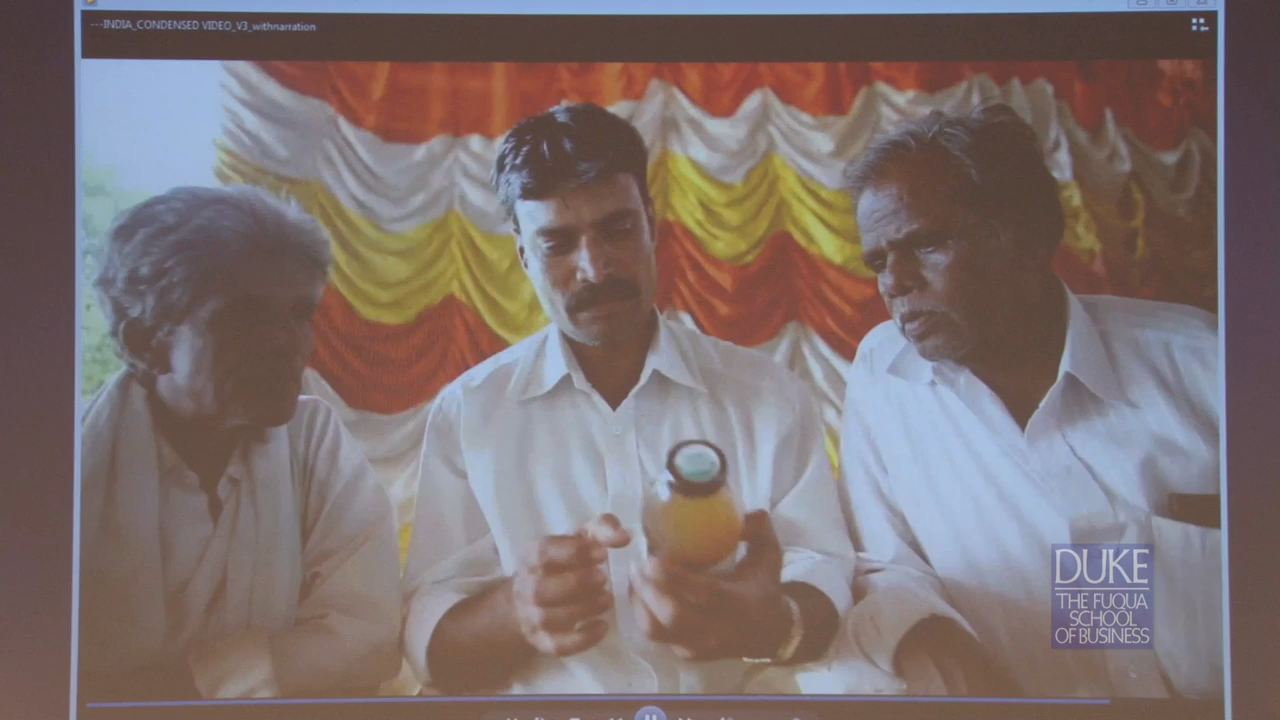 ---INDIA_CONDENSED VIDEO_V3_withnarration
DUKE
THE FUQUA
SCHOOL
OF BUSINESS